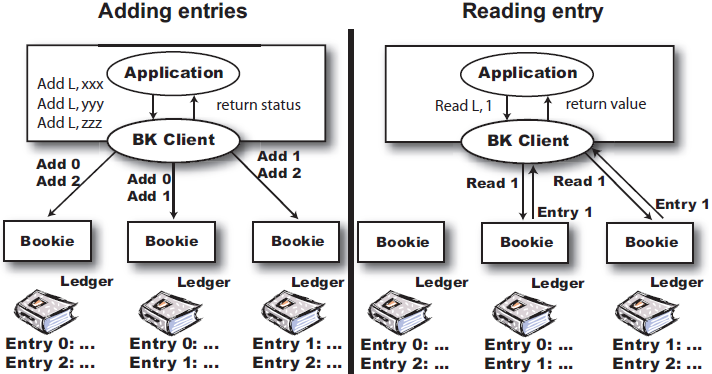 Adding entries
Application
Add L, xxx
Add L, yyy
Add L, zzz
return status
BK Client
Add 0
Add 2
Add 0
Add 1
Add 1
Add 2
Bookie
Bookie
Bookie
Ledger
Ledger
Ledger
Entry 0: ...
Entry 2: ...
Entry 0: ...
Entry 1: ...
Entry 1: ...
Entry 2: ...
Reading entry
Application
Read L, 1
return value
BK Client
Read 1
Entry 1
Read 1
Entry 1
Bookie
Bookie
Bookie
Ledger
Ledger
Ledger
Entry 0: ...
Entry 2: ...
Entry 0: ...
Entry 1: ...
Entry 1: ...
Entry 2: ...